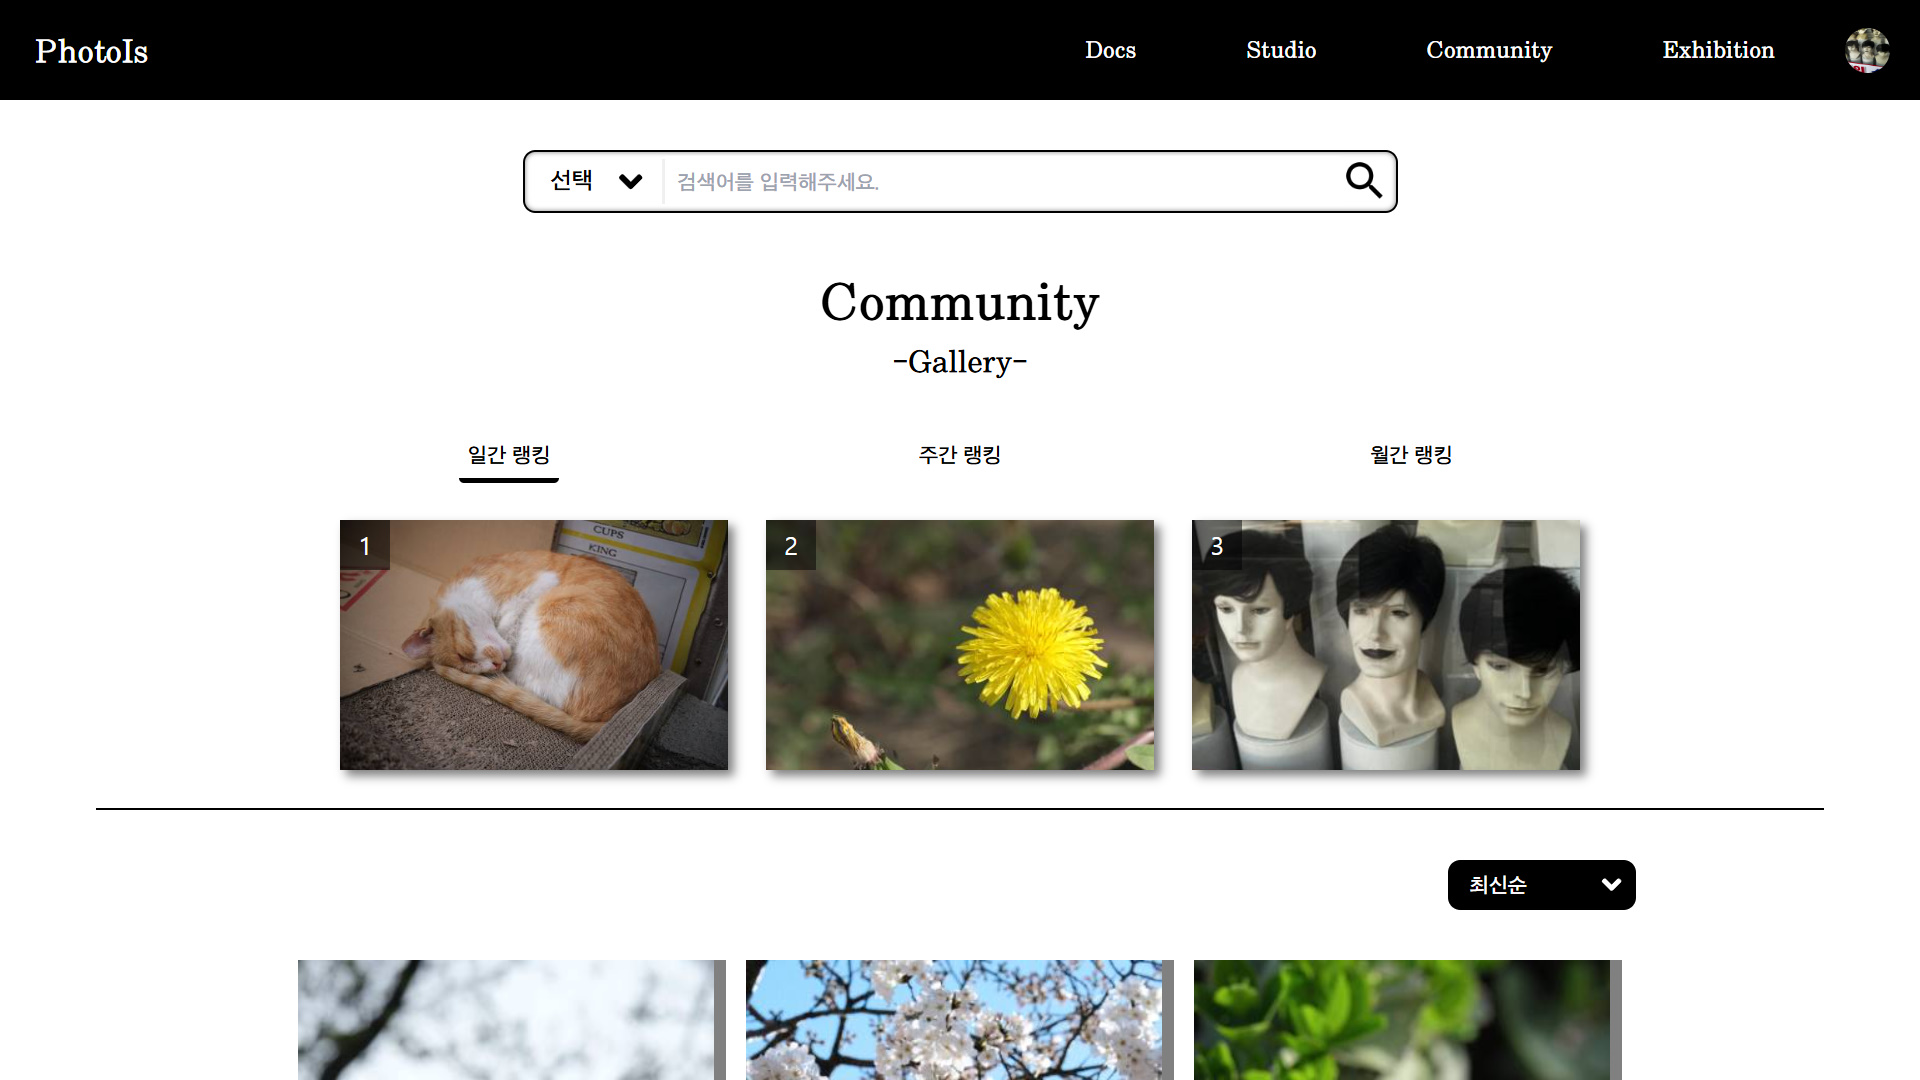 PhotoIs
Docs
Studio
Community
Exhibition
선택
검색어를 입력해주세요.
Community
-Gallery-
일간 랭킹
주간 랭킹
월간 랭킹
1
CUPS
KING
2
3
최신순